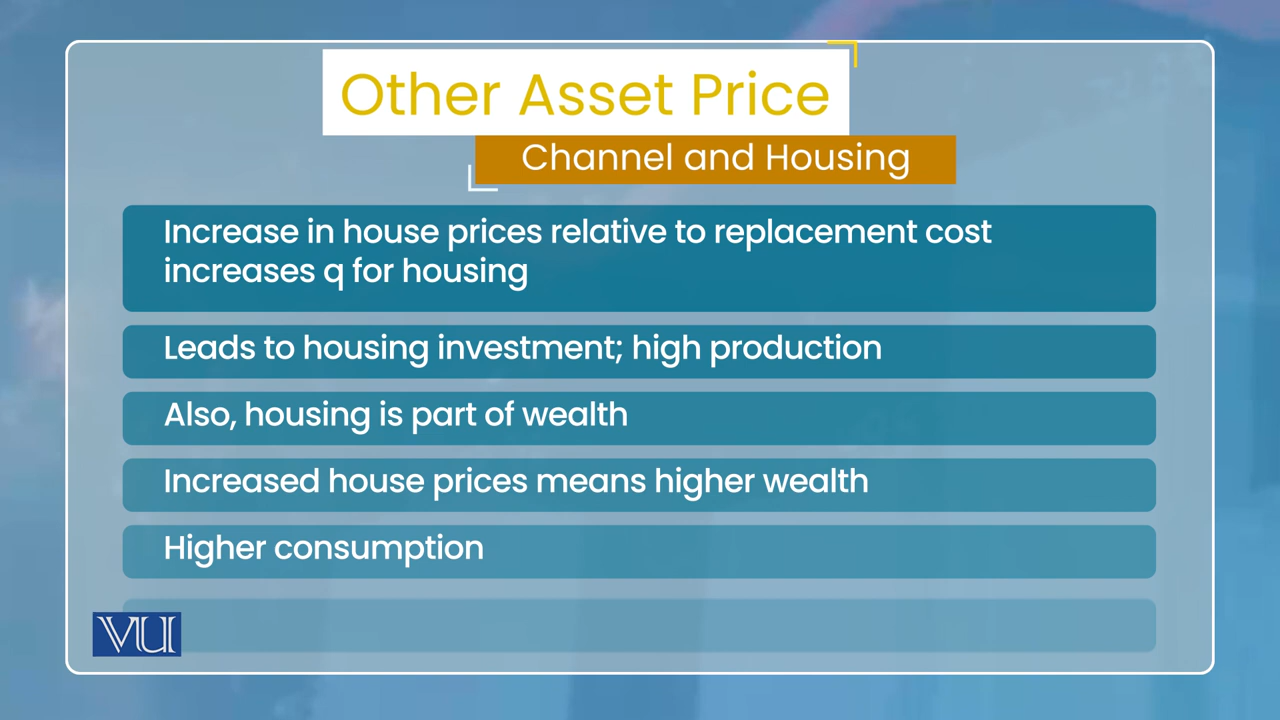 Other Asset Price
Channel and Housing
Increase in house prices relative to replacement cost
increases q for housing
Leads to housing investment; high production
Also, housing is part of wealth
Increased house prices means higher wealth
Higher consumption
VU